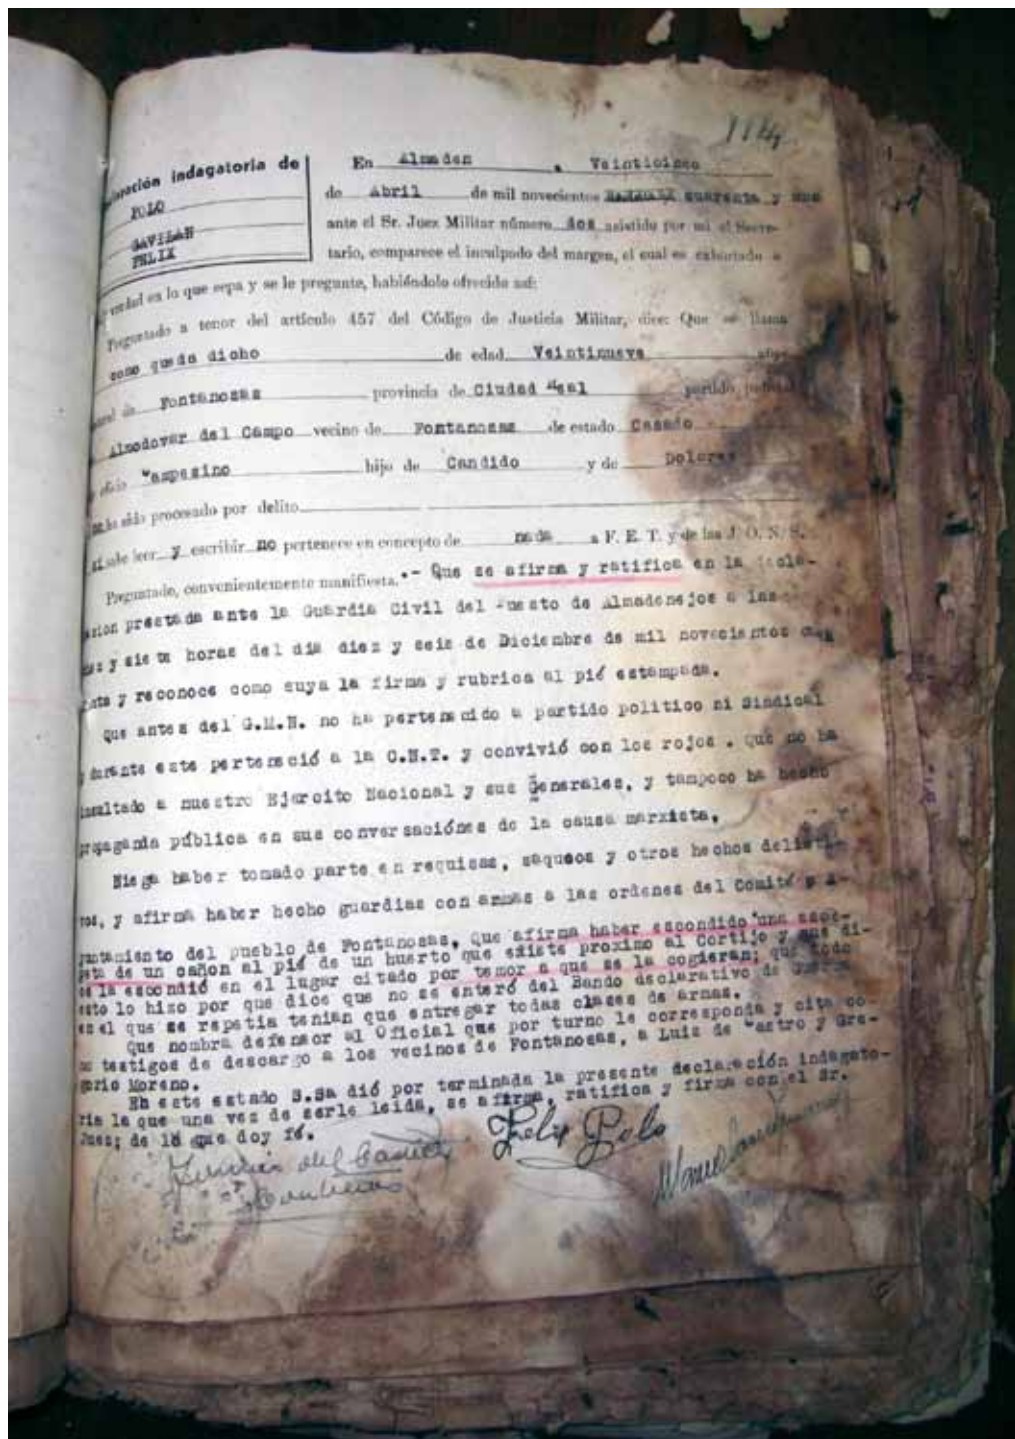 114
indagatoria de
POLO
GAVILAN
FELIX
En Almaden a Veinticinco
de Abril de mil novecientos cuarenta y uno
ante el Sr. Juez Militar número dos asistido por mí el Secre-
tario, comparece el inculpado del margen, el cual es exhortado a
verdad en lo que sepa y se le pregunte, habiéndolo ofrecido así:
Preguntado a tenor del artículo 457 del Código de Justicia Militar, dice: Que se llama
como queda dicho de edad Veintinueve años
de Fontanosas provincia de Ciudad Real partido
Almodovar del Campo vecino de Fontanosas de estado Casado
oficio Campesino hijo de Candido y de Dolores
ha sido procesado por delito
sabe leer y escribir no pertenece en concepto de nada a F. E. T. y de las J. O. N. S.
Preguntado, convenientemente manifiesta.- Que se afirma y ratifica en la decla-
prestada ante la Guardia Civil del Puesto de Almadenejos a las
y siete horas del dia diez y seis de Diciembre de mil novecientos
y reconoce como suya la firma y rubrica al pié estampada.
Que antes del G.M.N. no ha pertenecido a partido politico ni Sindical
durante este perteneció a la C.N.T. y convivió con los rojos. Que no ha
insultado a nuestro Ejercito Nacional y sus Generales, y tampoco ha hecho
propaganda pública en sus conversaciónes de la causa marxista.
Niega haber tomado parte en requisas, saqueos y otros hechos delicti-
vos, y afirma haber hecho guardias con armas a las ordenes del Comité y A-
yuntamiento del pueblo de Fontanosas, Que afirma haber escondido una esco-
peta de un cañon al pié de un huerto que existe proximo al Cortijo y que di-
se la escondió en el lugar citado por temor a que se la cogieran; que todo
esto lo hizo por que dice que no se enteró del Bando declarativo de Guerra
en el que se repetia tenian que entregar todas clases de armas.
Que nombra defensor al Oficial que por turno le corresponda y cita co-
mo testigos de descargo a los vecinos de Fontanosas, a Luis de Castro y Gre-
gorio Moreno.
En este estado S.Sa dió por terminada la presente declaración indagato-
ria la que una vez de serle leida, se afirma, ratifica y firma con el Sr.
Juez; de lo que doy fé.
Felix Polo